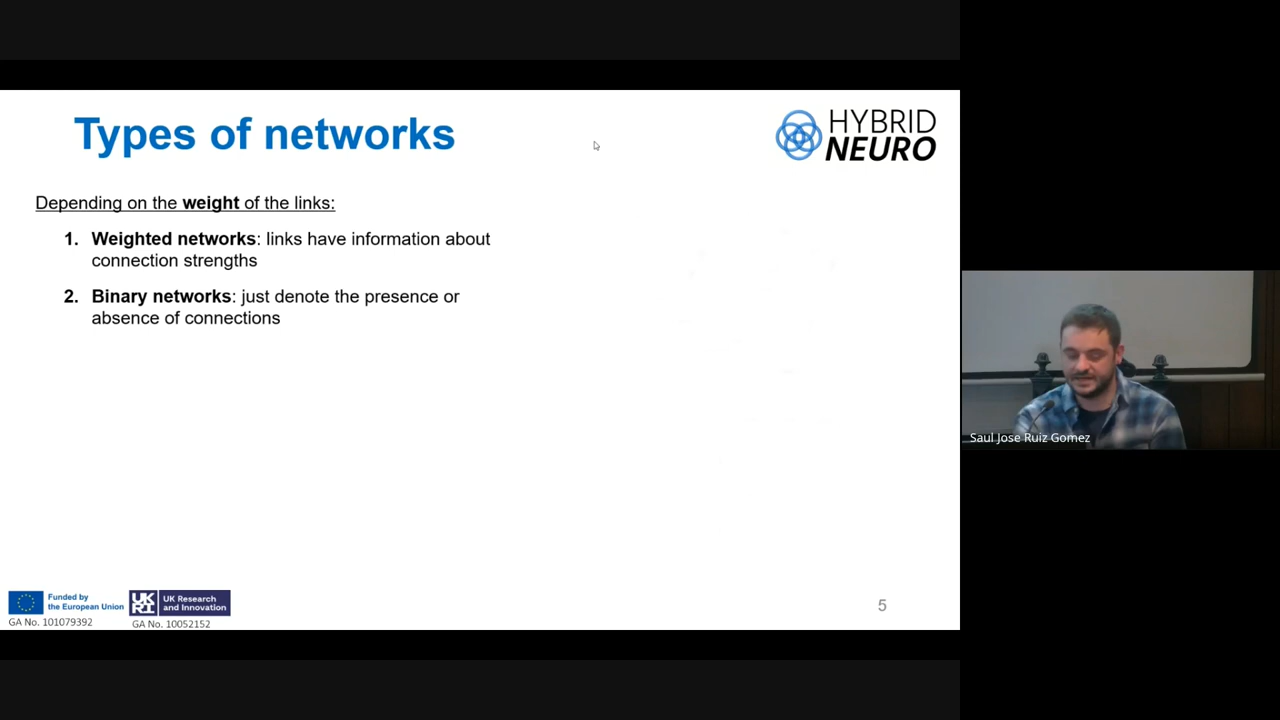 Types of networks
HYBRID
NEURO
Depending on the weight of the links:
1. Weighted networks: links have information about
connection strengths
2. Binary networks: just denote the presence or
absence of connections
Saul Jose Ruiz Gomez
Funded by
the European Union
GA No. 101079392
UK
RI
UK Research
and Innovation
GA No. 10052152
5